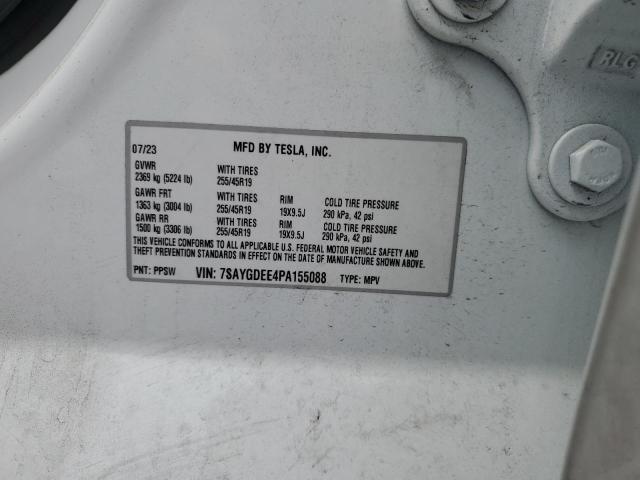 RLG
07/23 MFD BY TESLA, INC.
GVWR WITH TIRES
2369 kg (5224 lb) 255/45R19
GAWR FRT WITH TIRES RIM COLD TIRE PRESSURE
1363 kg (3004 lb) 255/45R19 19X9.5J 290 kPa, 42 psi
GAWR RR WITH TIRES RIM COLD TIRE PRESSURE
1500 kg (3306 lb) 255/45R19 19X9.5J 290 kPa, 42 psi
THIS VEHICLE CONFORMS TO ALL APPLICABLE U.S. FEDERAL MOTOR VEHICLE SAFETY AND
THEFT PREVENTION STANDARDS IN EFFECT ON THE DATE OF MANUFACTURE SHOWN ABOVE.
PNT: PPSW VIN: 7SAYGDEE4PA155088 TYPE: MPV